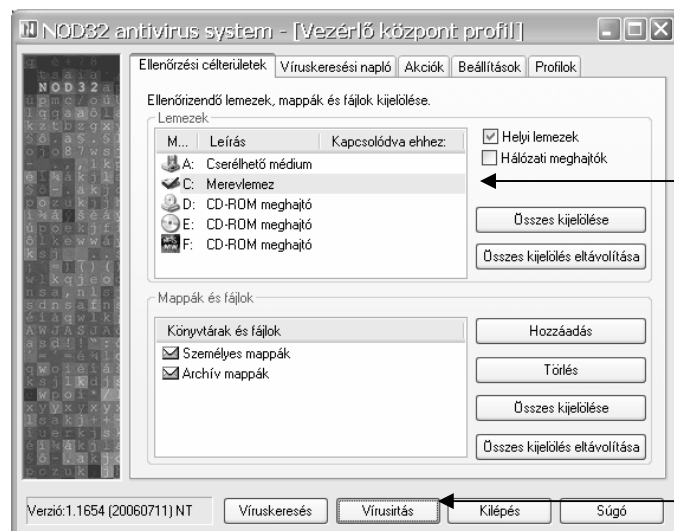 NOD32 antivirus system - [Vezérlő központ profil]
NOD32
Ellenőrzési célterületek Víruskeresési napló Akciók Beállítások Profilok
Ellenőrizendő lemezek, mappák és fájlok kijelölése.
Lemezek
M... Leírás Kapcsolódva ehhez:
A: Cserélhető médium
C: Merevlemez
D: CD-ROM meghajtó
E: CD-ROM meghajtó
F: CD-ROM meghajtó
Helyi lemezek
Hálózati meghajtók
Összes kijelölése
Összes kijelölés eltávolítása
Mappák és fájlok
Könyvtárak és fájlok
Személyes mappák
Archív mappák
Hozzáadás
Törlés
Összes kijelölése
Összes kijelölés eltávolítása
Verzió:1.1654 (20060711) NT
Víruskeresés
Vírusirtás
Kilépés
Súgó